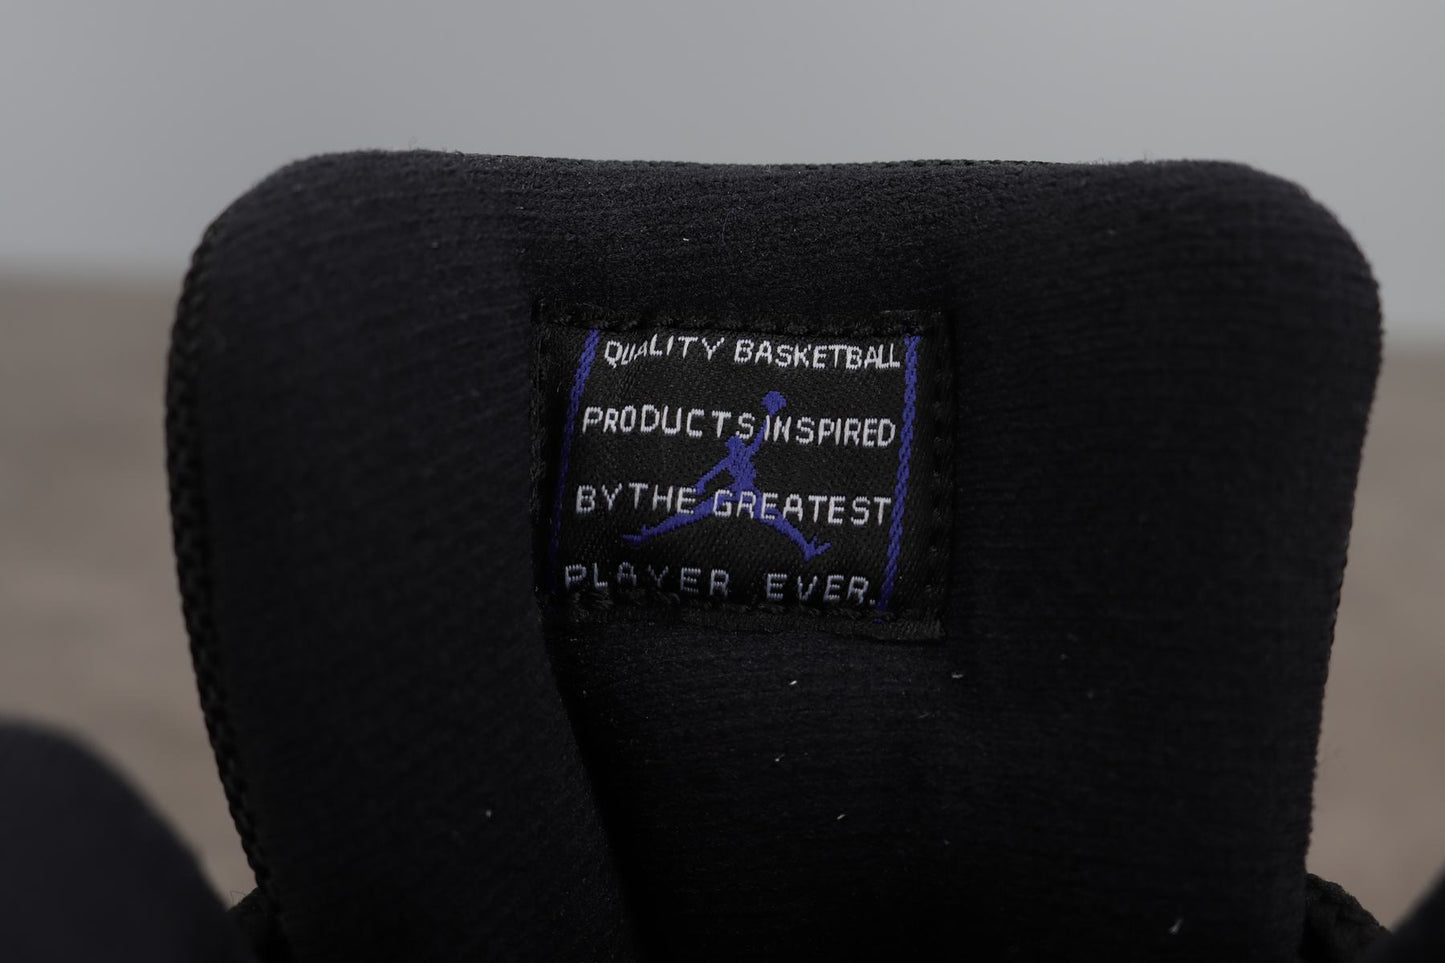 QUALITY BASKETBALL
PRODUCTS INSPIRED
BY THE GREATEST
PLAYER EVER.